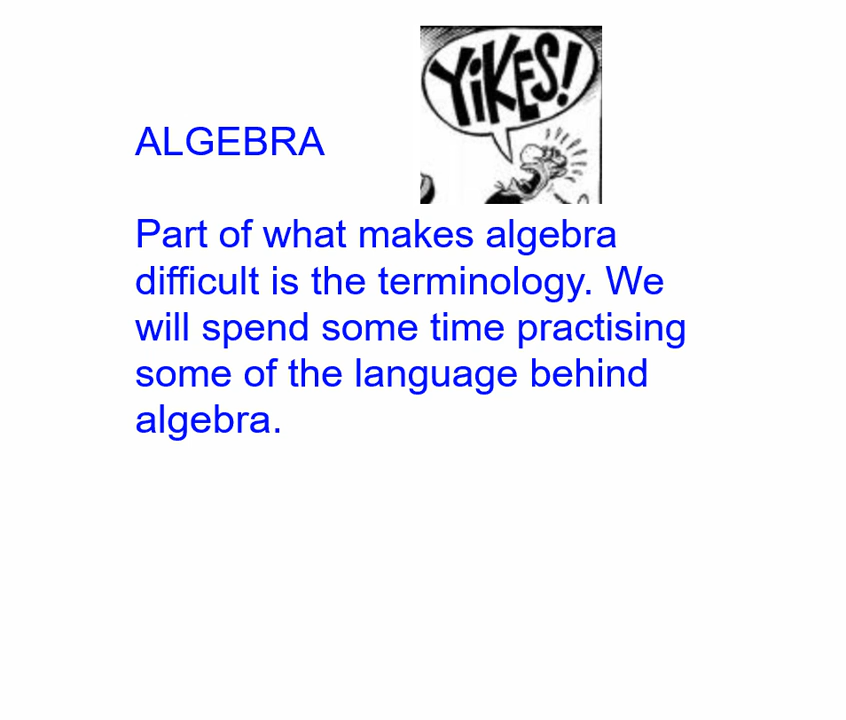 YiKES!
ALGEBRA
Part of what makes algebra
difficult is the terminology. We
will spend some time practising
some of the language behind
algebra.